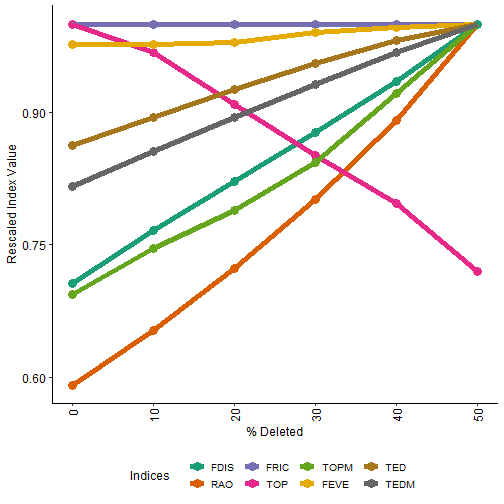 Rescaled Index Value
0.90
0.75
0.60
0 10 20 30 40 50
% Deleted
Indices
FDIS FRIC TOPM TED
RAO TOP FEVE TEDM